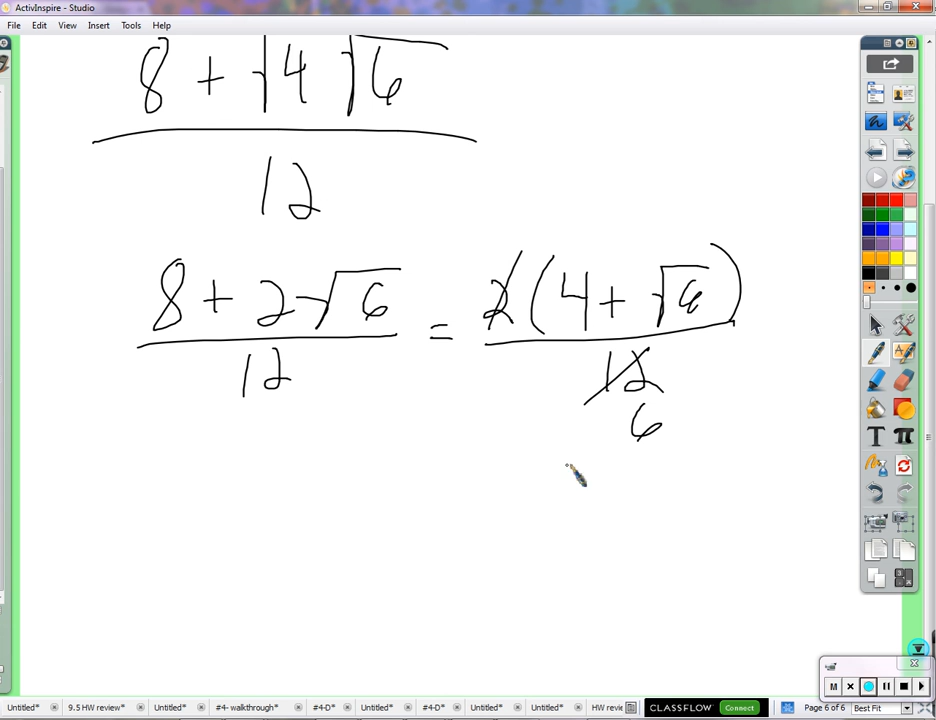 ActivInspire - Studio
File Edit View Insert Tools Help
8 + √4 √6
12
8 + 2√6 = 2(4 + √6)
12 12
6
M
Untitled* 9.5 HW review* Untitled* #4- walkthrough* #4-D* Untitled* #4-D* Untitled* Untitled* HW revie CLASSFLOW Connect Page 6 of 6 Best Fit